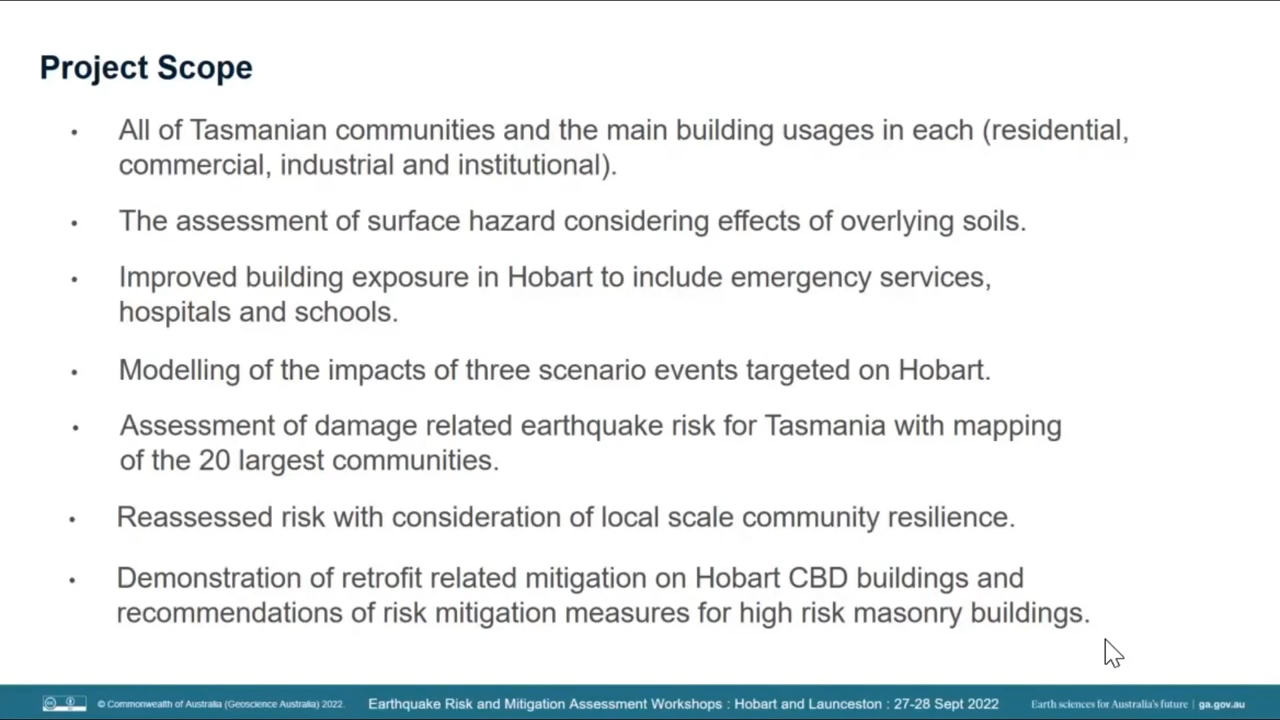 Project Scope
• All of Tasmanian communities and the main building usages in each (residential,
commercial, industrial and institutional).
• The assessment of surface hazard considering effects of overlying soils.
• Improved building exposure in Hobart to include emergency services,
hospitals and schools.
• Modelling of the impacts of three scenario events targeted on Hobart.
• Assessment of damage related earthquake risk for Tasmania with mapping
of the 20 largest communities.
• Reassessed risk with consideration of local scale community resilience.
• Demonstration of retrofit related mitigation on Hobart CBD buildings and
recommendations of risk mitigation measures for high risk masonry buildings.
© Commonwealth of Australia (Geoscience Australia) 2022. Earthquake Risk and Mitigation Assessment Workshops : Hobart and Launceston : 27-28 Sept 2022 Earth sciences for Australia's future | ga.gov.au